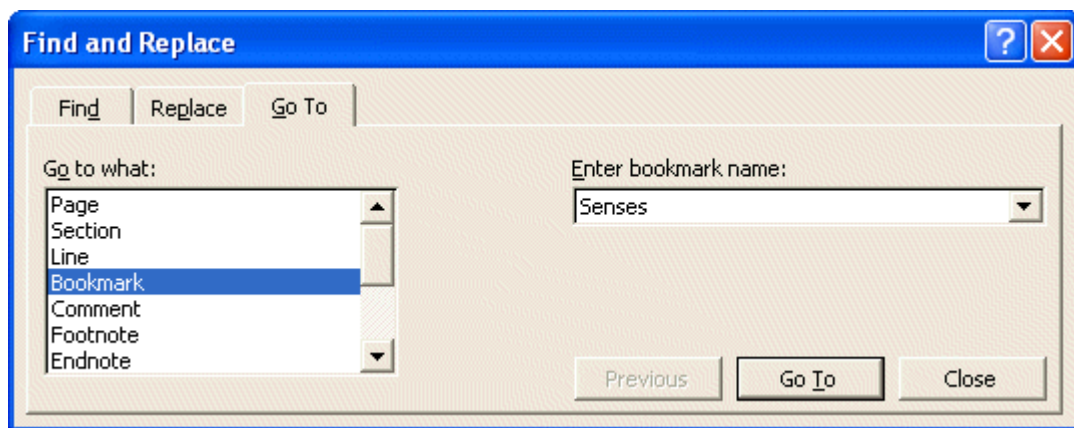 Find and Replace
Find
Replace
Go To
Go to what:
Page
Section
Line
Bookmark
Comment
Footnote
Endnote
Enter bookmark name:
Senses
Previous
Go To
Close